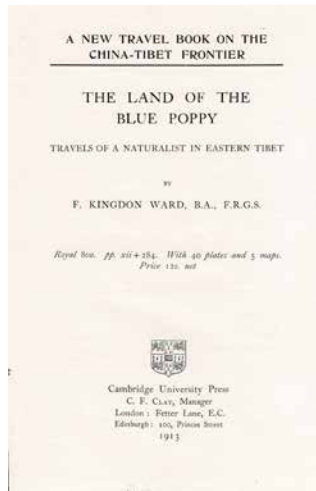 A NEW TRAVEL BOOK ON THE
CHINA-TIBET FRONTIER
THE LAND OF THE
BLUE POPPY
TRAVELS OF A NATURALIST IN EASTERN TIBET
BY
F. KINGDON WARD, B.A., F.R.G.S.
Royal 8vo. pp. xii + 284. With 40 plates and 5 maps.
Price 12s. net
Cambridge University Press
C. F. CLAY, Manager
London: Fetter Lane, E.C.
Edinburgh: 100, Princes Street
1913